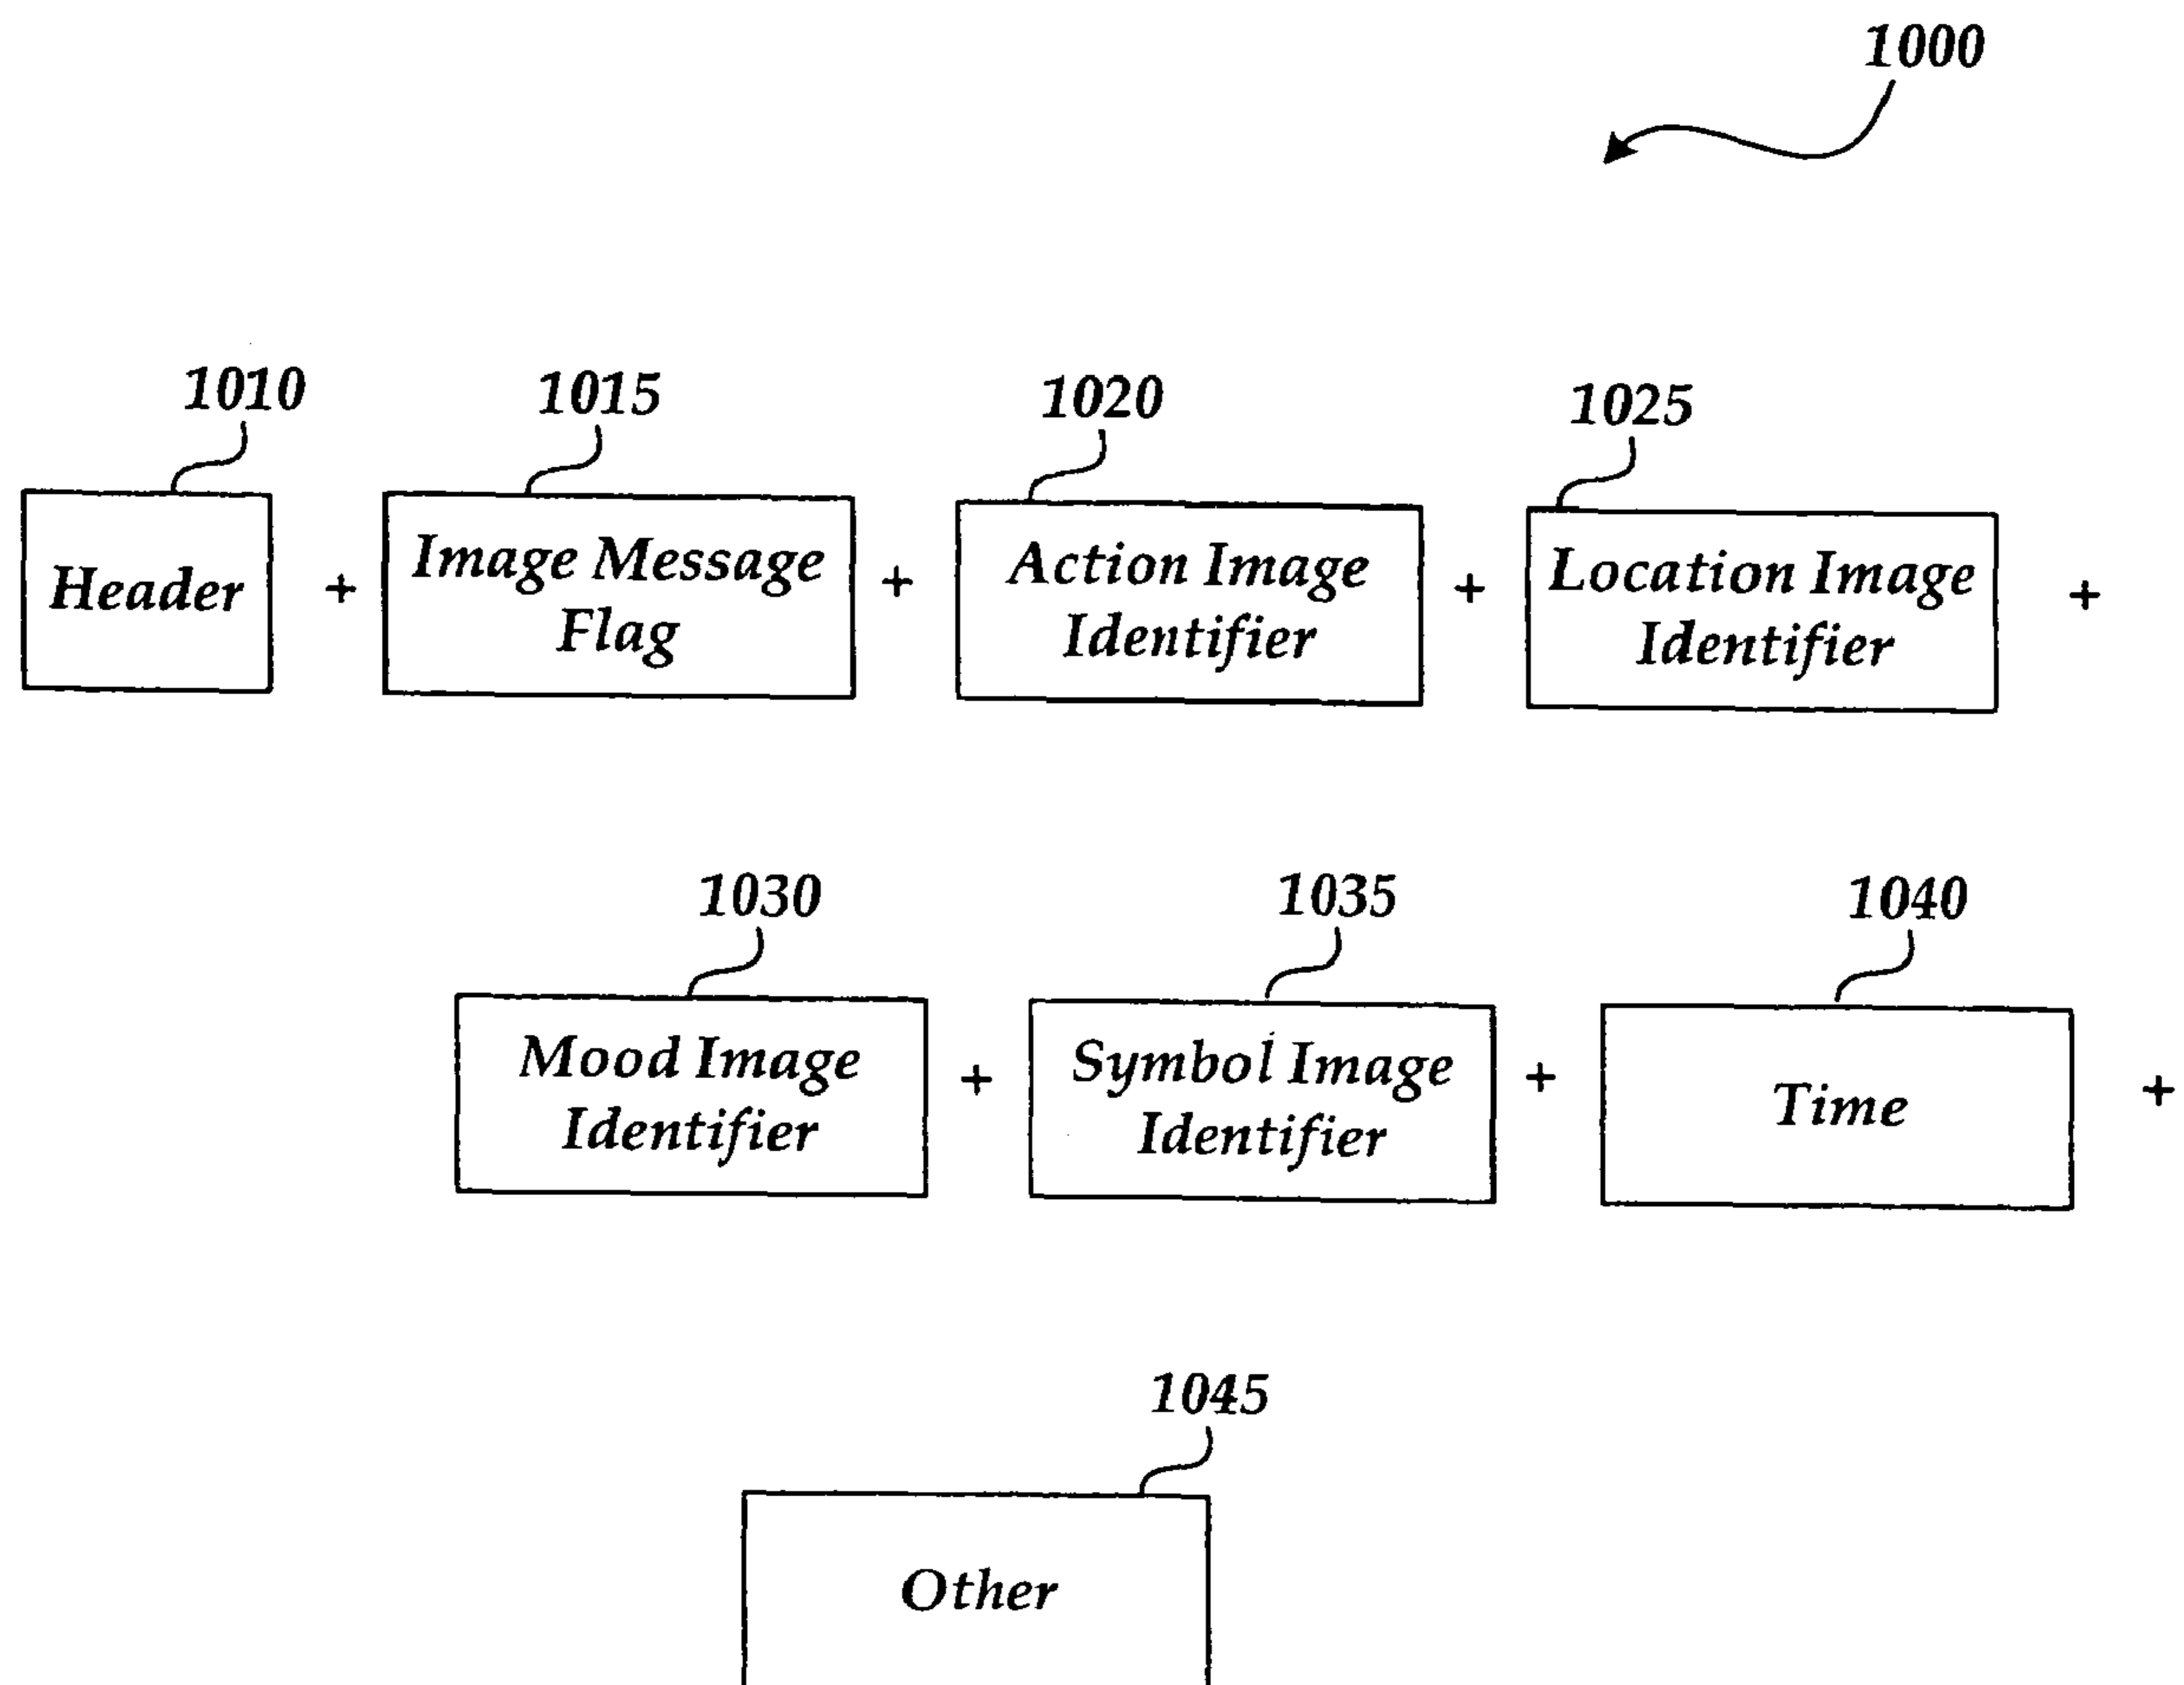 1000
1010 1015 1020 1025
Header + Image Message Flag + Action Image Identifier + Location Image Identifier +
1030 1035 1040
Mood Image Identifier + Symbol Image Identifier + Time +
1045
Other